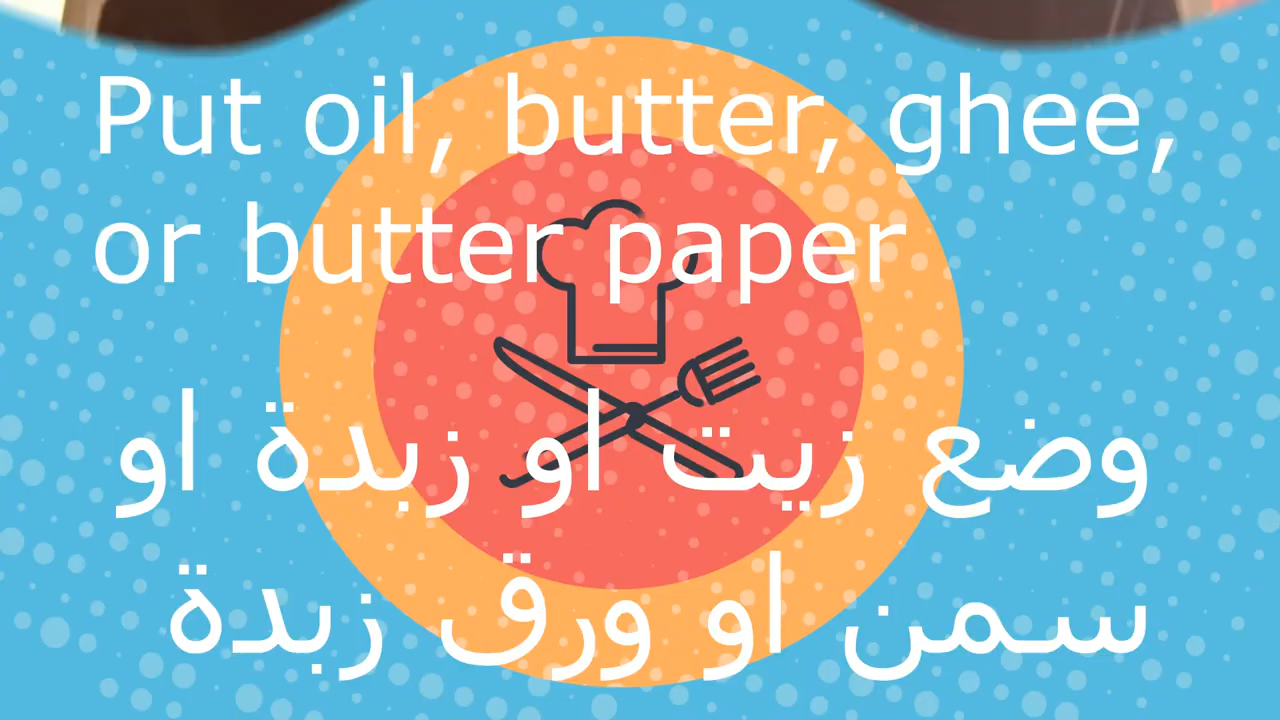 Put oil, butter, ghee,
or butter paper
وضع زيت او زبدة او
سمن او ورق زبدة